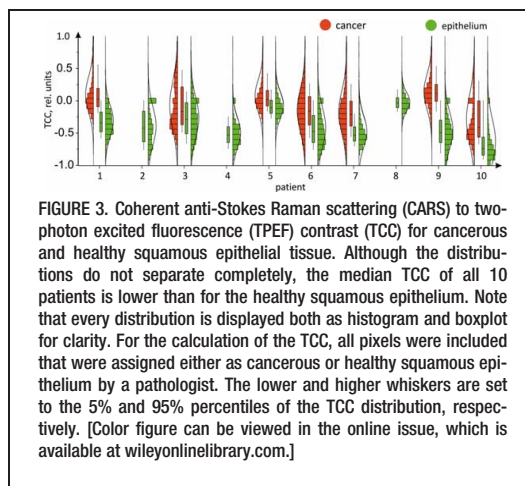 cancer epithelium
1.0
0.5
0.0
-0.5
-1.0
TCC, rel. units
1 2 3 4 5 6 7 8 9 10
patient
FIGURE 3. Coherent anti-Stokes Raman scattering (CARS) to two-
photon excited fluorescence (TPEF) contrast (TCC) for cancerous
and healthy squamous epithelial tissue. Although the distribu-
tions do not separate completely, the median TCC of all 10
patients is lower than for the healthy squamous epithelium. Note
that every distribution is displayed both as histogram and boxplot
for clarity. For the calculation of the TCC, all pixels were included
that were assigned either as cancerous or healthy squamous epi-
thelium by a pathologist. The lower and higher whiskers are set
to the 5% and 95% percentiles of the TCC distribution, respec-
tively. [Color figure can be viewed in the online issue, which is
available at wileyonlinelibrary.com.]